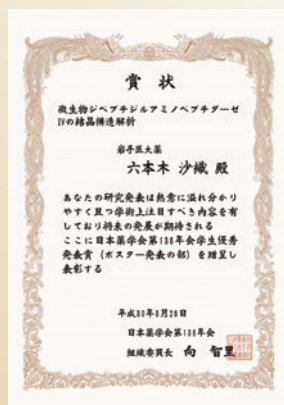 賞状
微生物ジペプチジルアミノペプチダーゼ
IVの結晶構造解析
岩手医大薬
六本木 沙織 殿
あなたの研究発表は熱意に溢れ分かり
やすく且つ学術上注目すべき内容を有
しており将来の発展が期待される
ここに日本薬学会第138年会学生優秀
発表賞（ポスター発表の部）を贈呈し
表彰する
平成30年3月28日
日本薬学会第138年会
組織委員長 向 智里